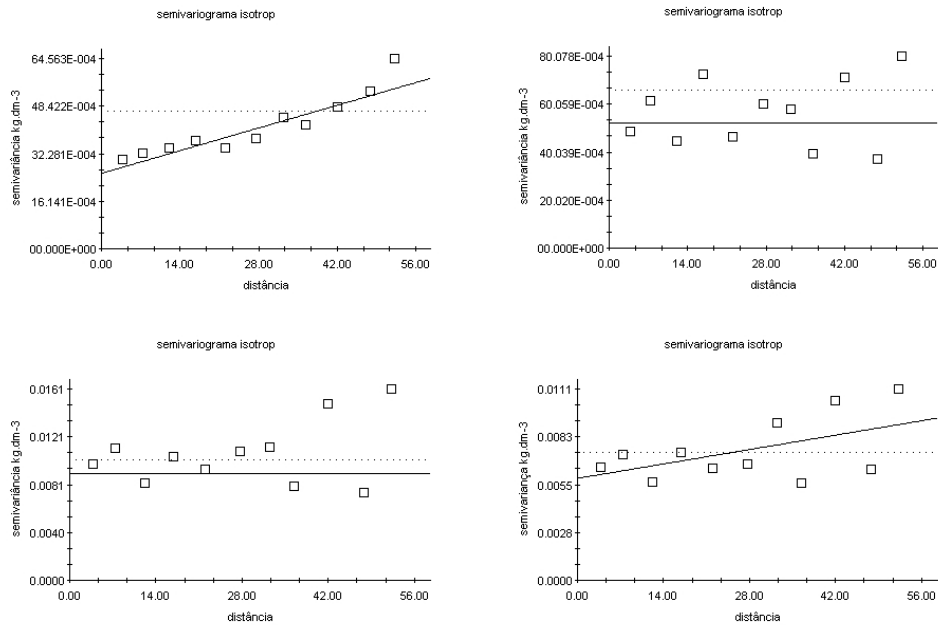 semivariograma isotrop
64.563E-004
48.422E-004
32.281E-004
16.141E-004
00.000E+000
semivariância kg.dm-3
0.00 14.00 28.00 42.00 56.00
distância
semivariograma isotrop
80.078E-004
60.059E-004
40.039E-004
20.020E-004
00.000E+000
semivariância kg.dm-3
0.00 14.00 28.00 42.00 56.00
distância
semivariograma isotrop
0.0161
0.0121
0.0081
0.0040
0.0000
semivariância kg.dm-3
0.00 14.00 28.00 42.00 56.00
distância
semivariograma isotrop
0.0111
0.0083
0.0055
0.0028
0.0000
semivariança kg.dm-3
0.00 14.00 28.00 42.00 56.00
distância